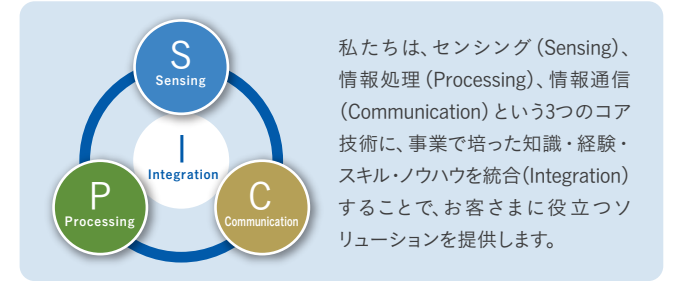 S
Sensing
I
Integration
P
Processing
C
Communication
私たちは、センシング(Sensing)、
情報処理(Processing)、情報通信
(Communication)という3つのコア
技術に、事業で培った知識・経験・
スキル・ノウハウを統合(Integration)
することで、お客さまに役立つソ
リューションを提供します。